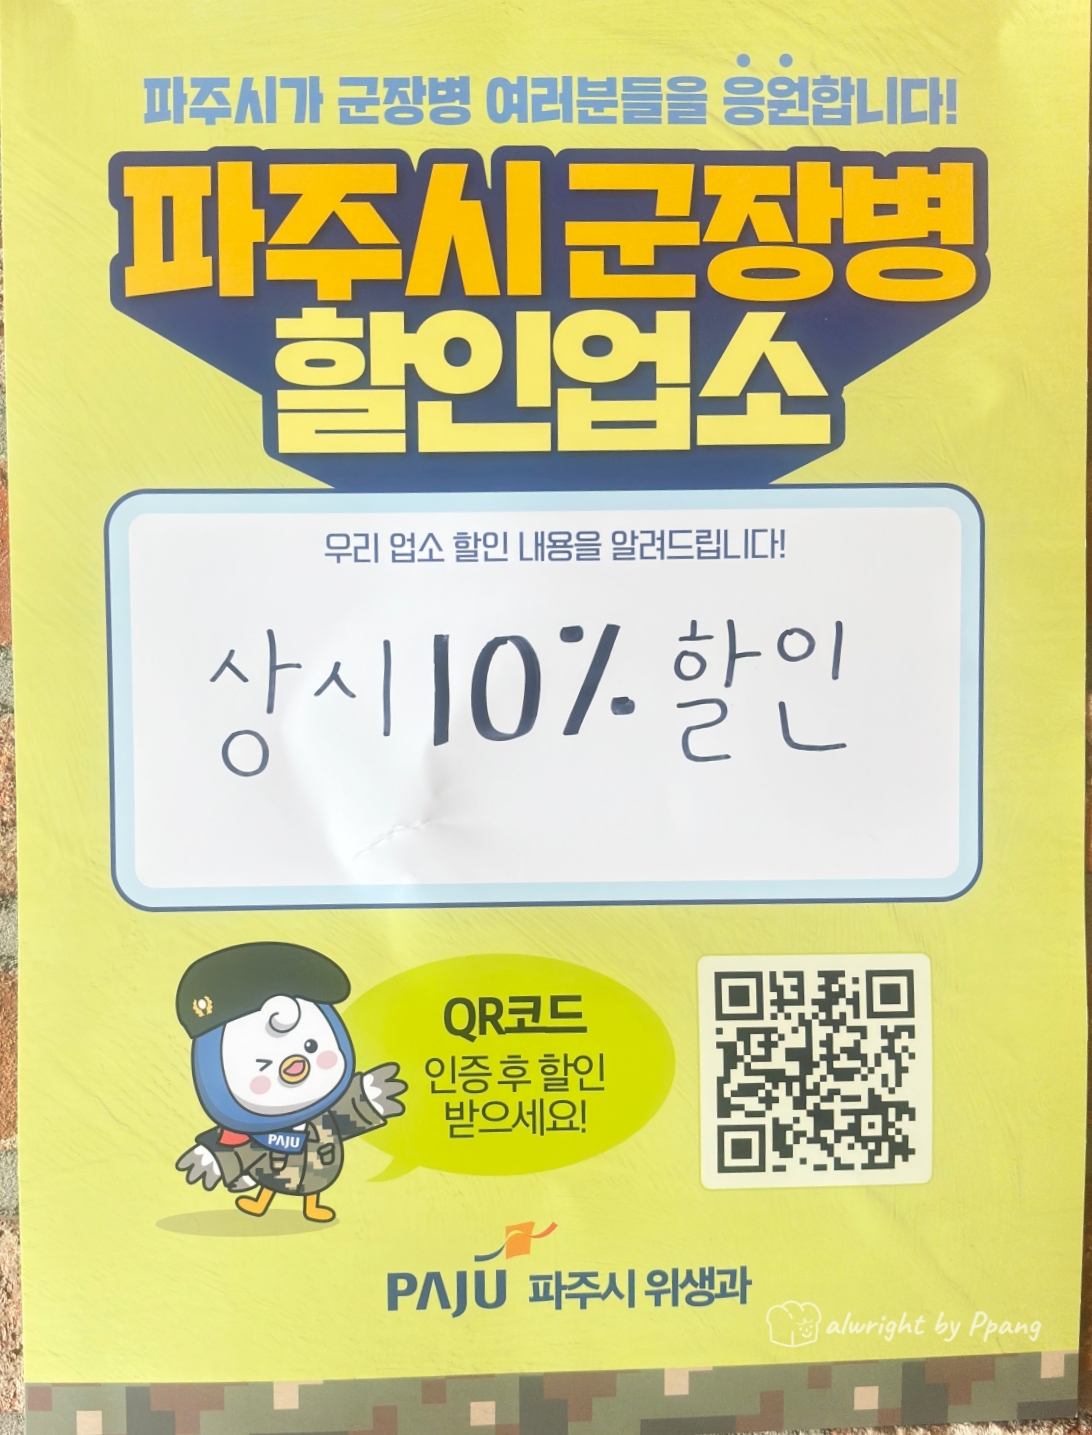 파주시가 군장병 여러분들을 응원합니다!
파주시 군장병
할인업소
우리 업소 할인 내용을 알려드립니다!
상시 10% 할인
QR코드
인증 후 할인
받으세요!
PAJU
PAJU 파주시 위생과
alwright by Ppang